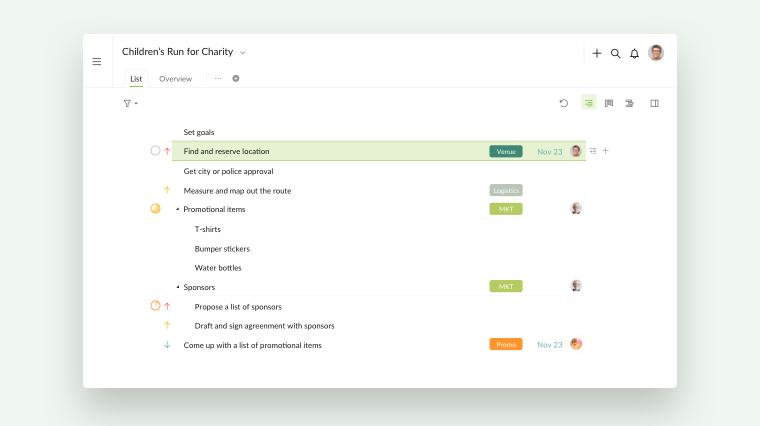 Children's Run for Charity
List Overview
Set goals
Find and reserve location Venue Nov 23
Get city or police approval
Measure and map out the route Logistics
Promotional items MKT
T-shirts
Bumper stickers
Water bottles
Sponsors MKT
Propose a list of sponsors
Draft and sign agreenment with sponsors
Come up with a list of promotional items Promo Nov 23